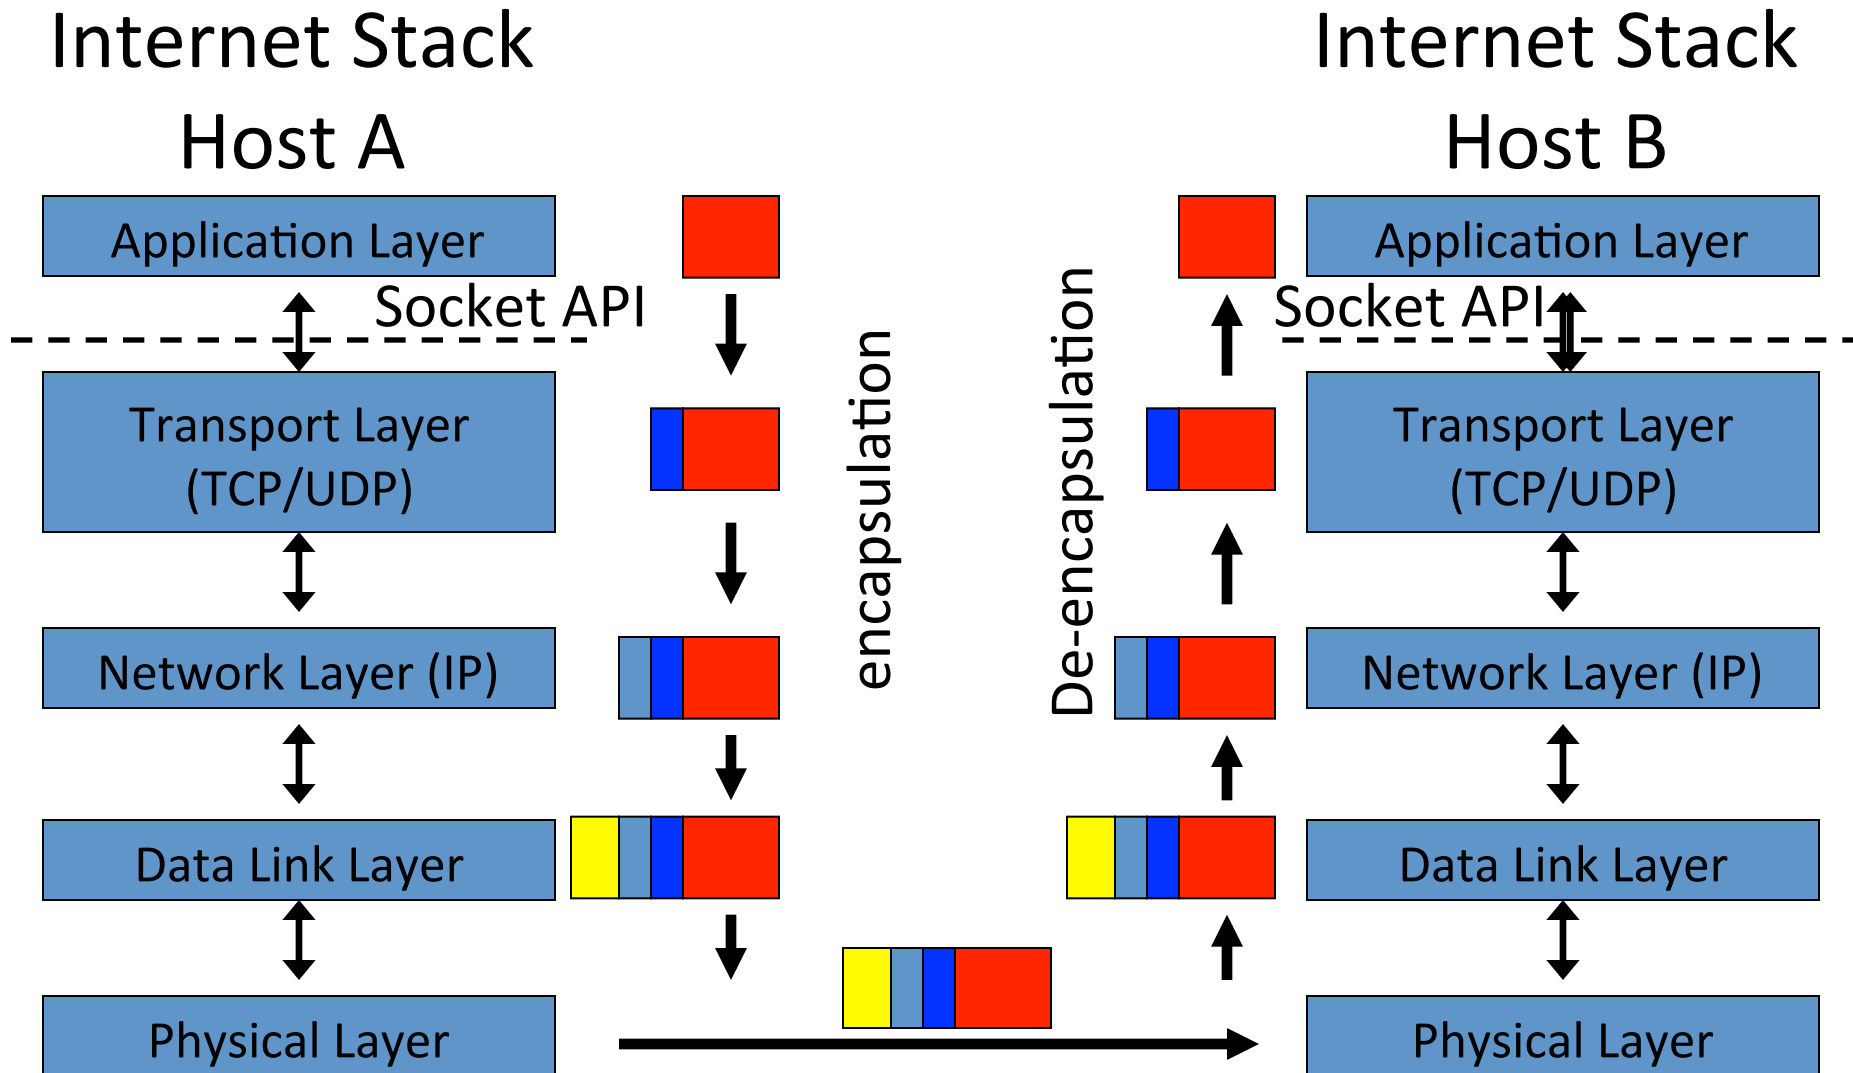 Internet Stack
Host A
Application Layer
Socket API
Transport Layer
(TCP/UDP)
Network Layer (IP)
Data Link Layer
Physical Layer
encapsulation
De-encapsulation
Internet Stack
Host B
Application Layer
Socket API
Transport Layer
(TCP/UDP)
Network Layer (IP)
Data Link Layer
Physical Layer